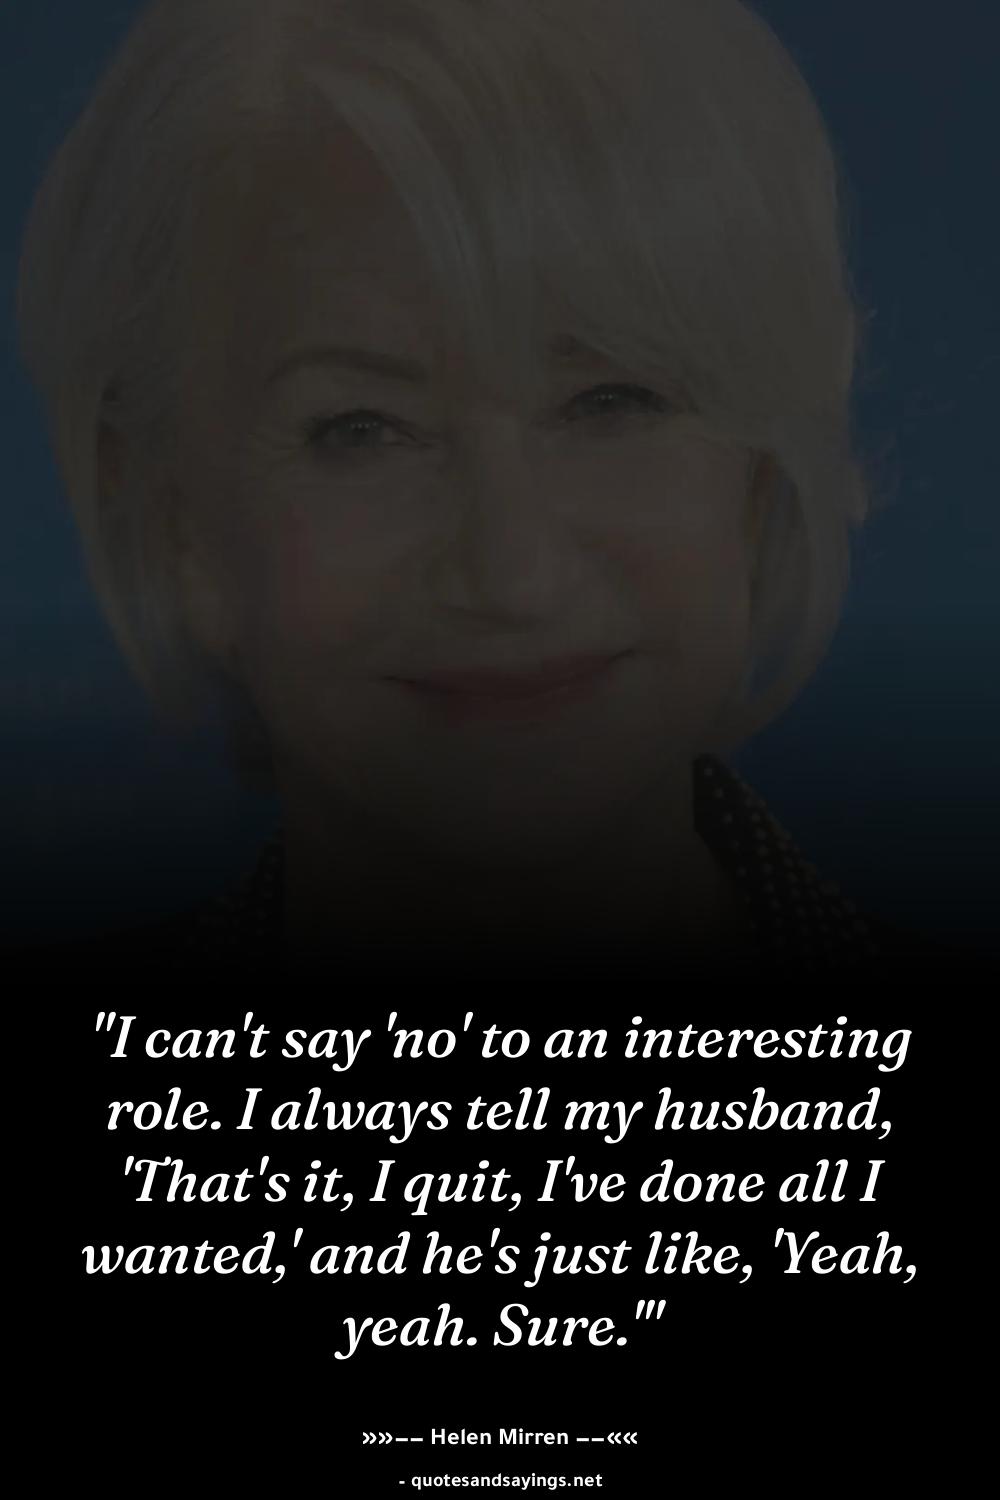 "I can't say 'no' to an interesting
role. I always tell my husband,
'That's it, I quit, I've done all I
wanted,' and he's just like, 'Yeah,
yeah. Sure.'"
»»−− Helen Mirren −−««
- quotesandsayings.net